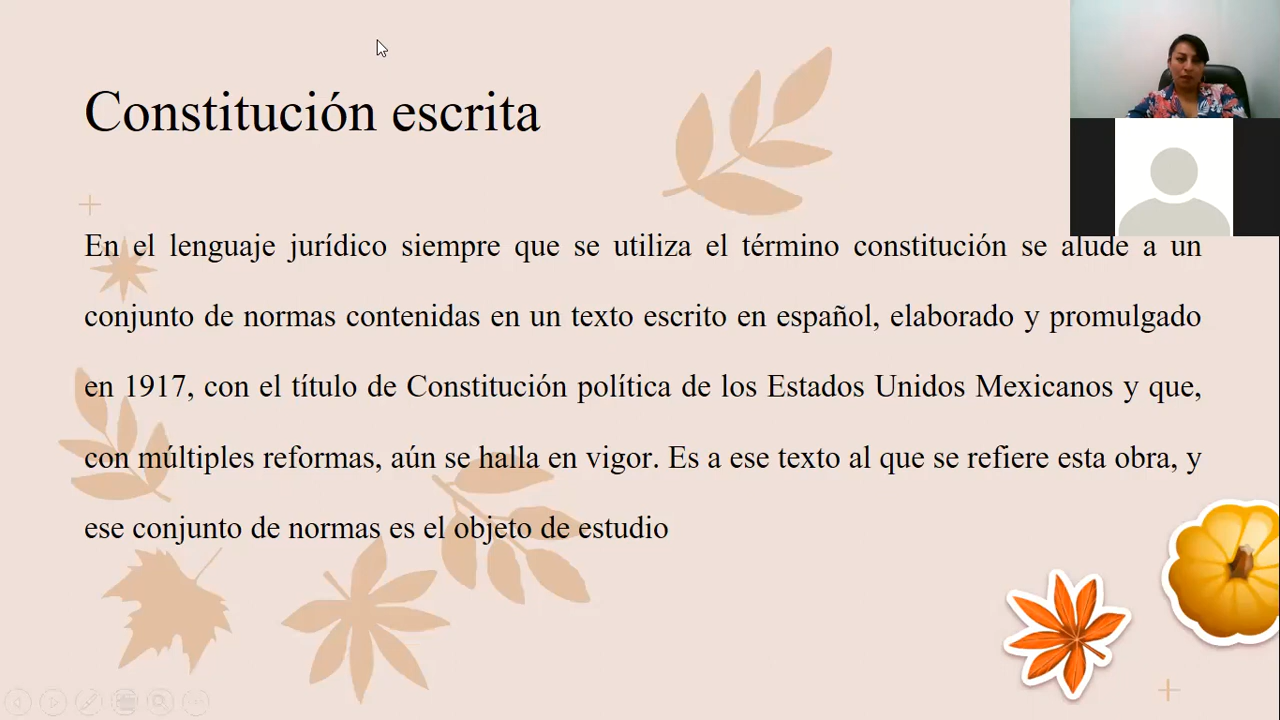 Constitución escrita
En el lenguaje jurídico siempre que se utiliza el término constitución se alude a un
conjunto de normas contenidas en un texto escrito en español, elaborado y promulgado
en 1917, con el título de Constitución política de los Estados Unidos Mexicanos y que,
con múltiples reformas, aún se halla en vigor. Es a ese texto al que se refiere esta obra, y
ese conjunto de normas es el objeto de estudio